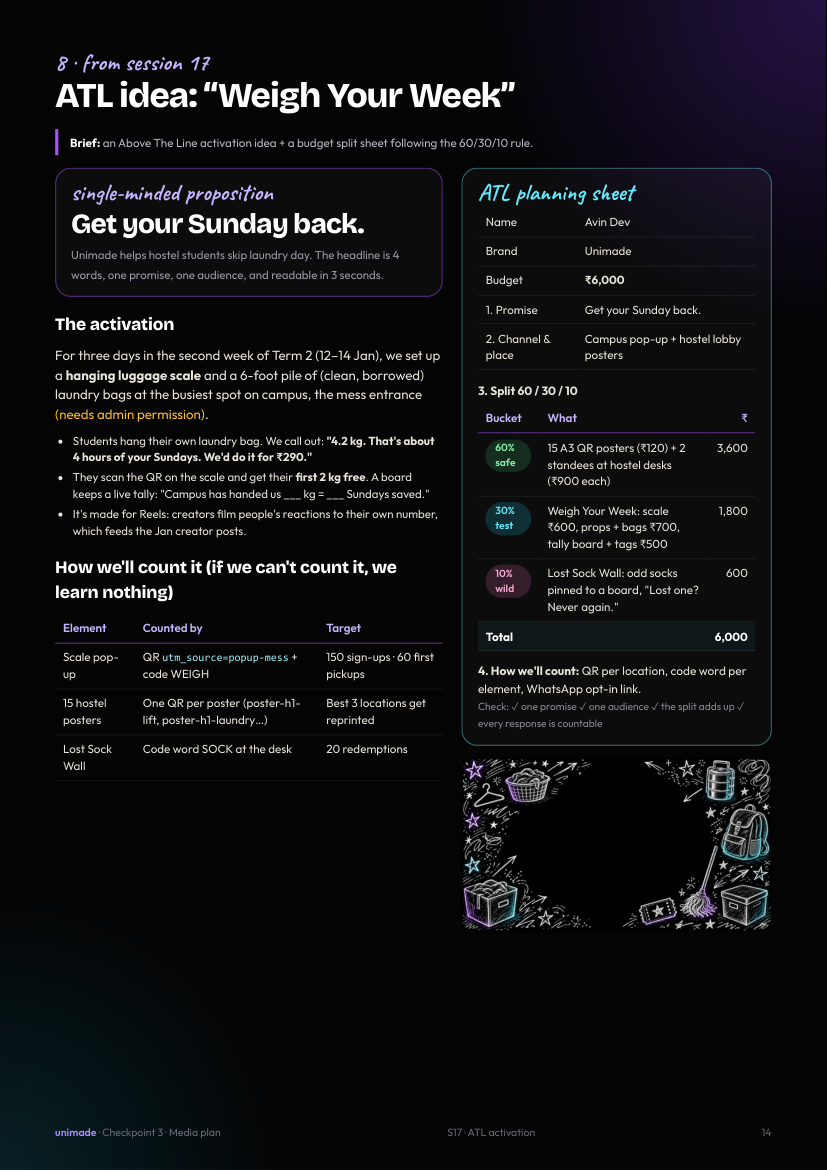 8 · from session 17
ATL idea: “Weigh Your Week”
Brief: an Above The Line activation idea + a budget split sheet following the 60/30/10 rule.
single-minded proposition
Get your Sunday back.
Unimade helps hostel students skip laundry day. The headline is 4
words, one promise, one audience, and readable in 3 seconds.
The activation
For three days in the second week of Term 2 (12–14 Jan), we set up
a hanging luggage scale and a 6-foot pile of (clean, borrowed)
laundry bags at the busiest spot on campus, the mess entrance
(needs admin permission).
• Students hang their own laundry bag. We call out: "4.2 kg. That's about
4 hours of your Sundays. We'd do it for ₹290."
• They scan the QR on the scale and get their first 2 kg free. A board
keeps a live tally: "Campus has handed us ___ kg = ___ Sundays saved."
• It's made for Reels: creators film people's reactions to their own number,
which feeds the Jan creator posts.
How we'll count it (if we can't count it, we
learn nothing)
Element Counted by Target
Scale pop-
up
QR utm_source=popup-mess +
code WEIGH
150 sign-ups · 60 first
pickups
15 hostel
posters
One QR per poster (poster-h1-
lift, poster-h1-laundry…)
Best 3 locations get
reprinted
Lost Sock
Wall
Code word SOCK at the desk
20 redemptions
ATL planning sheet
Name Avin Dev
Brand Unimade
Budget ₹6,000
1. Promise Get your Sunday back.
2. Channel &
place
Campus pop-up + hostel lobby
posters
3. Split 60 / 30 / 10
Bucket What ₹
60%
safe
15 A3 QR posters (₹120) + 2
standees at hostel desks
(₹900 each)
3,600
30%
test
Weigh Your Week: scale
₹600, props + bags ₹700,
tally board + tags ₹500
1,800
10%
wild
Lost Sock Wall: odd socks
pinned to a board, "Lost one?
Never again."
600
Total 6,000
4. How we'll count: QR per location, code word per
element, WhatsApp opt-in link.
Check: ✓ one promise ✓ one audience ✓ the split adds up ✓
every response is countable
unimade · Checkpoint 3 · Media plan
S17 · ATL activation
14